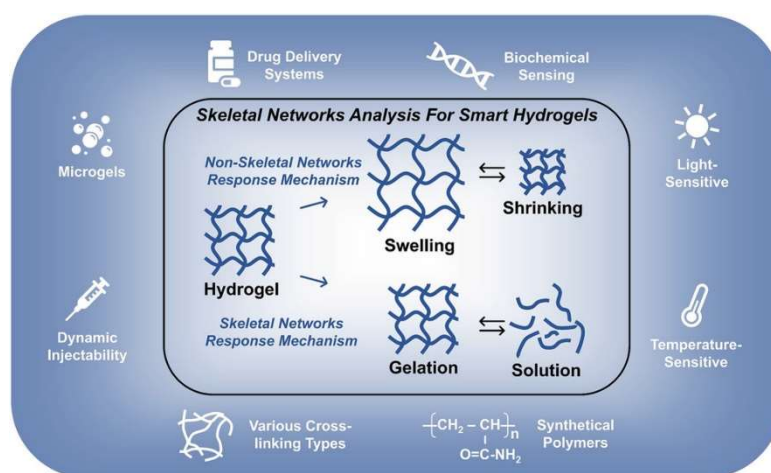 Drug Delivery
Systems
Biochemical
Sensing
Skeletal Networks Analysis For Smart Hydrogels
Microgels
Non-Skeletal Networks
Response Mechanism
Light-
Sensitive
Shrinking
Swelling
Hydrogel
Dynamic
Injectability
Skeletal Networks
Response Mechanism
Gelation
Solution
Temperature-
Sensitive
Various Cross-
linking Types
-(CH₂ – CH)-n
O=C-NH₂
Synthetical
Polymers